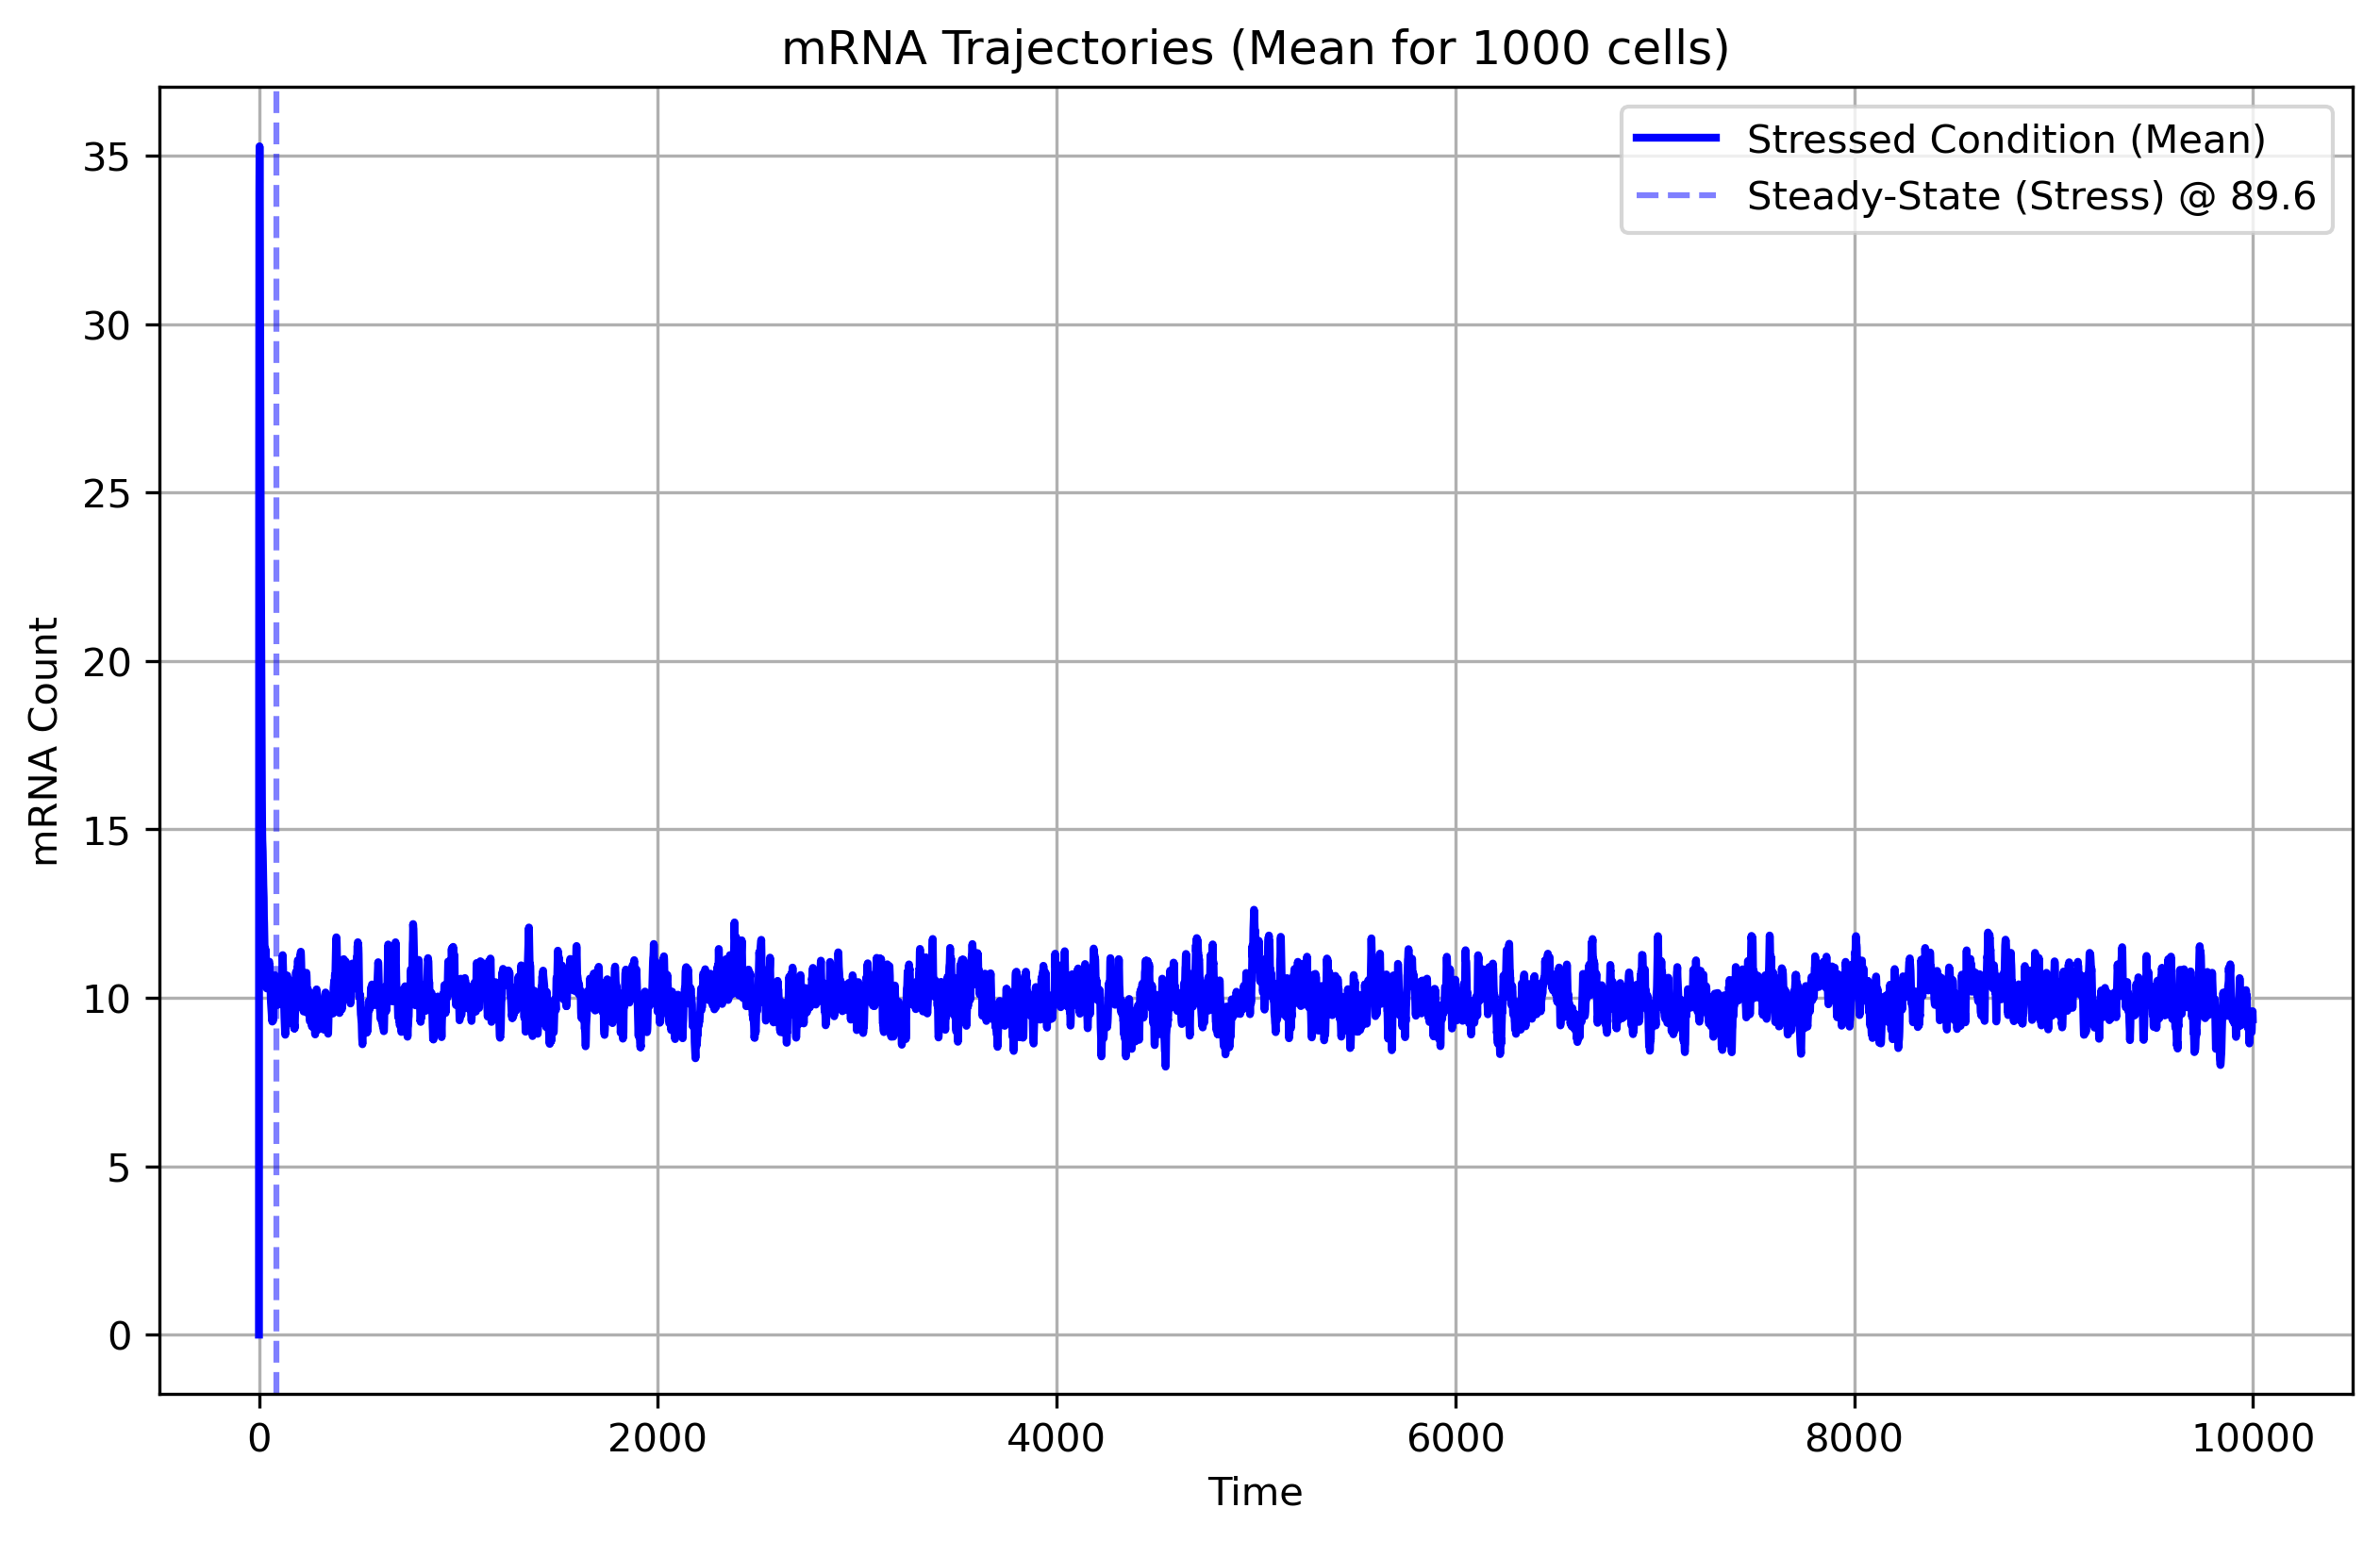 mRNA Trajectories (Mean for 1000 cells)
Stressed Condition (Mean)
Steady-State (Stress) @ 89.6
mRNA Count
35
30
25
20
15
10
5
0
0 2000 4000 6000 8000 10000
Time